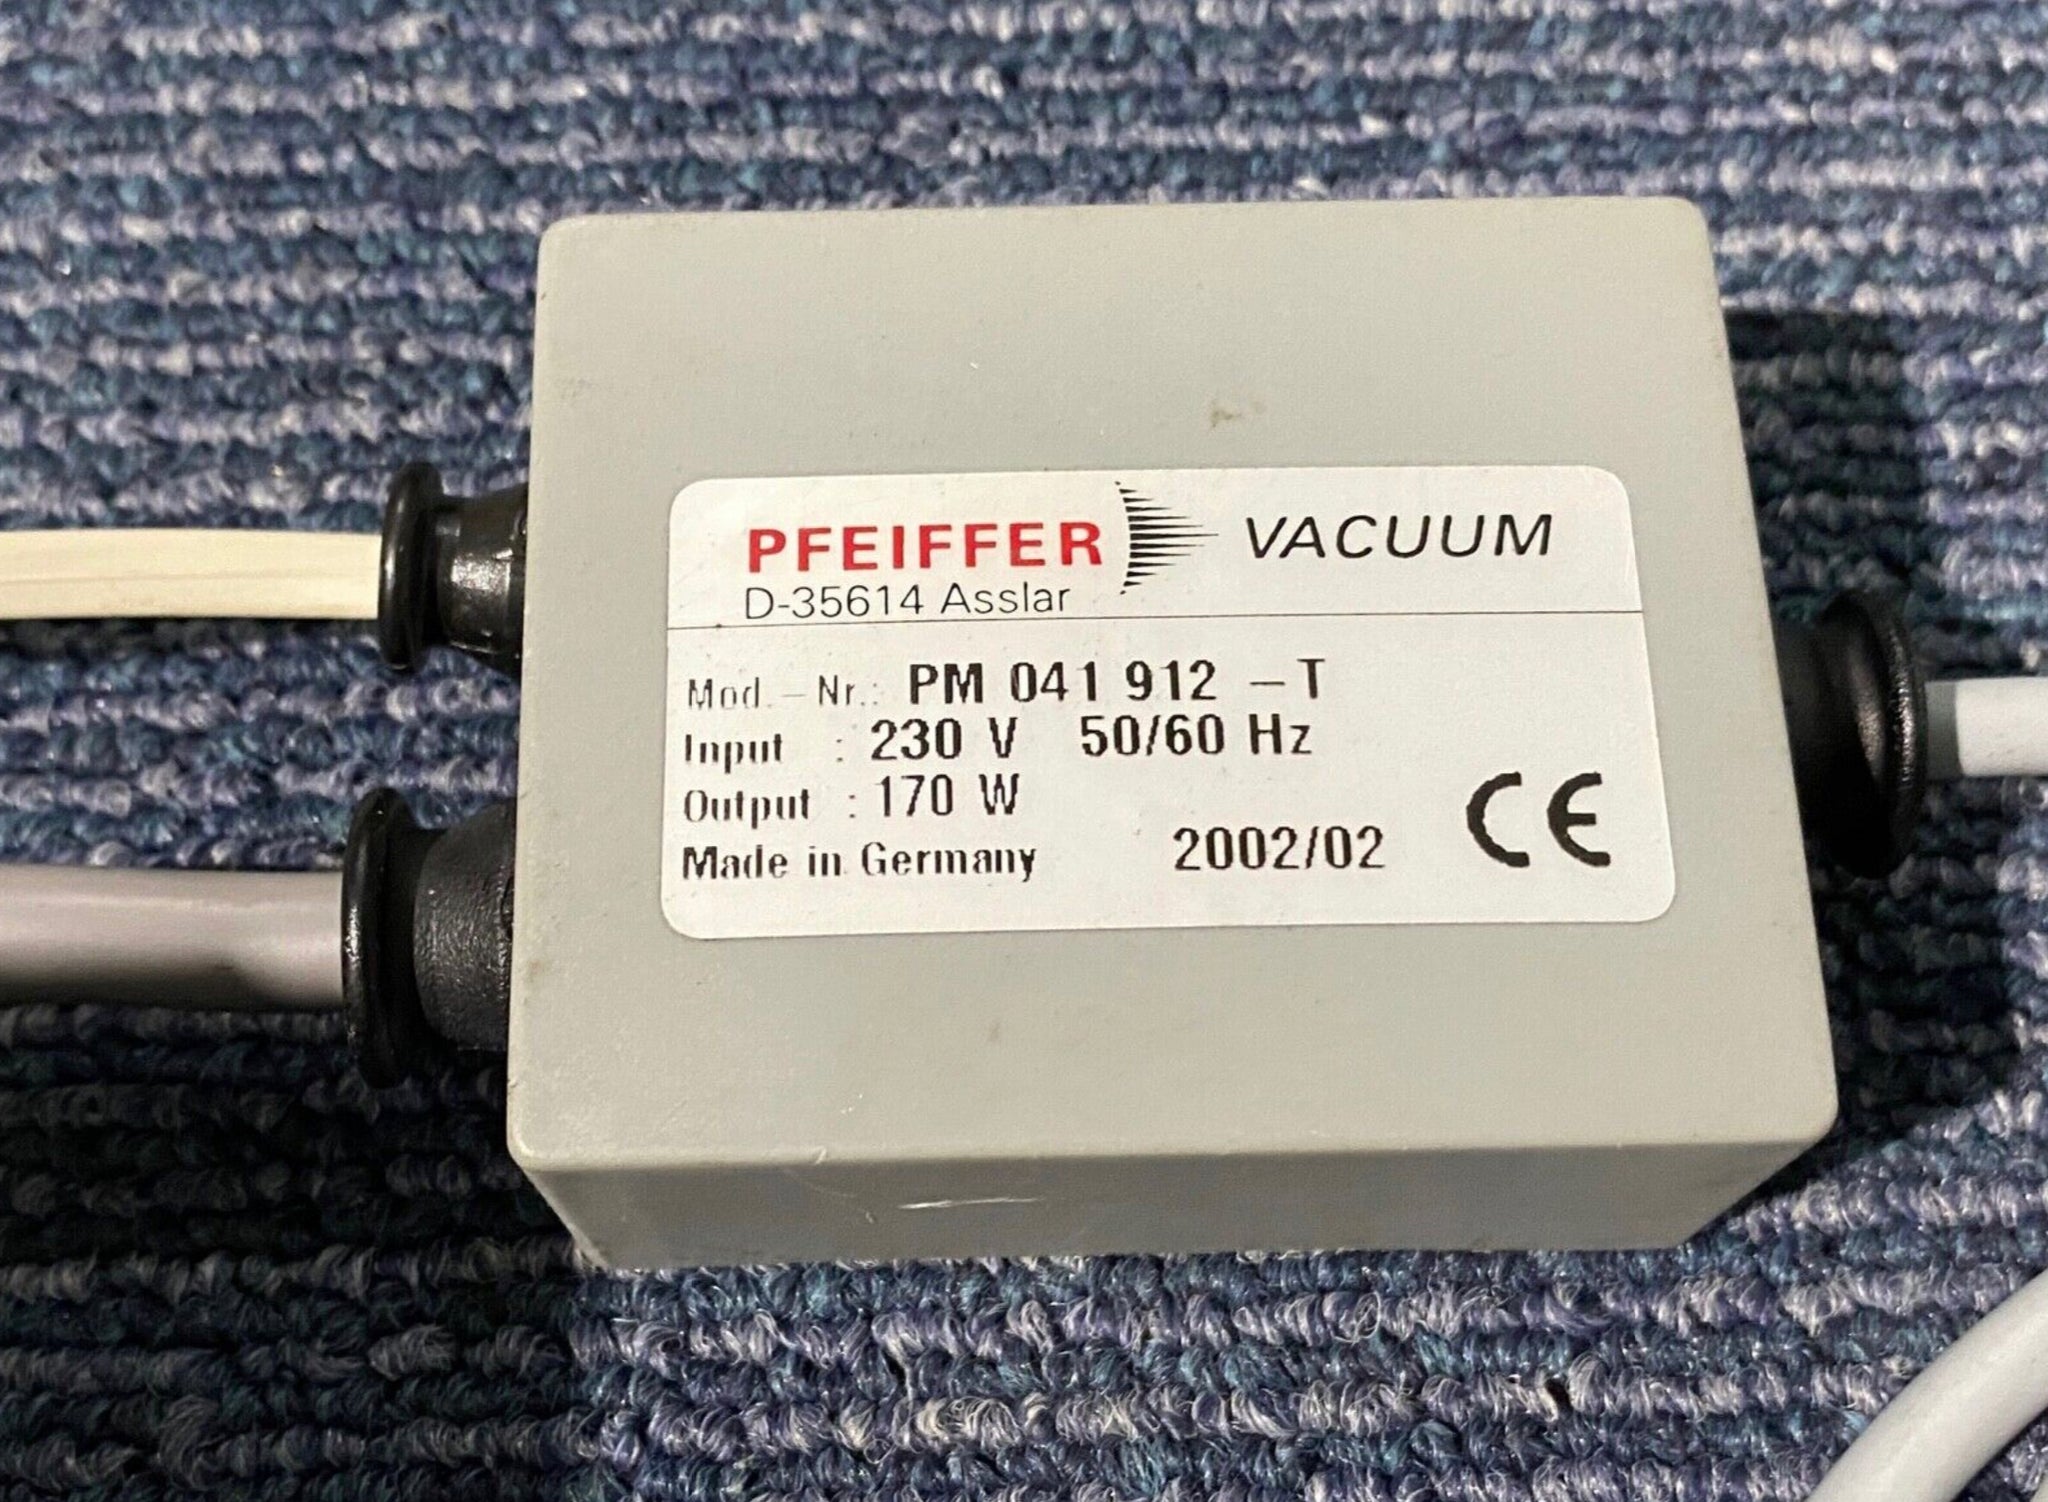 PFEIFFER VACUUM
D-35614 Asslar
Mod.-Nr.: PM 041 912 -T
Input : 230 V 50/60 Hz
Output : 170 W
Made in Germany 2002/02 CE